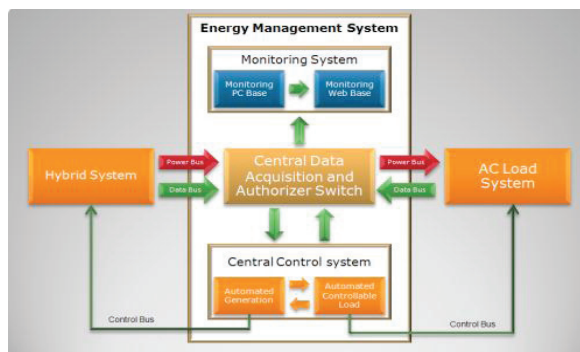 Energy Management System
Monitoring System
Monitoring
PC Base
Monitoring
Web Base
Hybrid System
Power Bus
Data Bus
Central Data
Acquisition and
Authorizer Switch
Power Bus
Data Bus
AC Load
System
Central Control system
Automated
Generation
Automated
Controllable
Load
Control Bus
Control Bus